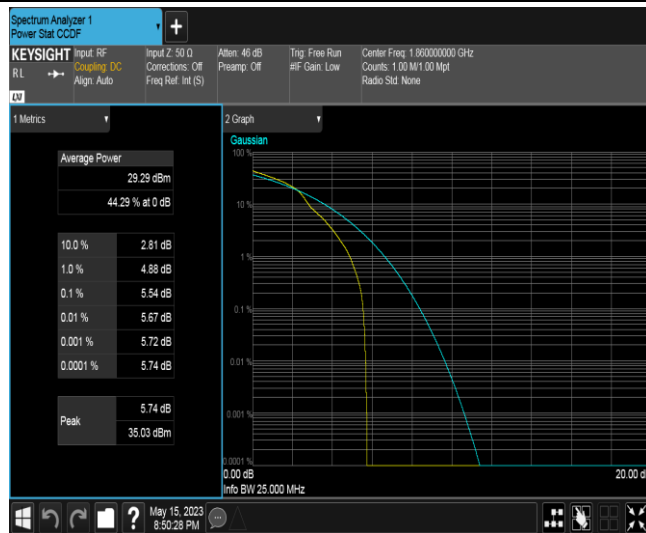 Spectrum Analyzer 1
Power Stat CCDF
+
KEYSIGHT
RL
Input: RF
Coupling: DC
Align: Auto
Input Z: 50 Ω
Corrections: Off
Freq Ref: Int (S)
Atten: 46 dB
Preamp: Off
Trig: Free Run
#IF Gain: Low
Center Freq: 1.860000000 GHz
Counts: 1.00 M/1.00 Mpt
Radio Std: None
LXI
1 Metrics
Average Power
29.29 dBm
44.29 % at 0 dB
10.0 % 2.81 dB
1.0 % 4.88 dB
0.1 % 5.54 dB
0.01 % 5.67 dB
0.001 % 5.72 dB
0.0001 % 5.74 dB
Peak
5.74 dB
35.03 dBm
2 Graph
Gaussian
100 %
10 %
1 %
0.1 %
0.01 %
0.001 %
0.0001 %
0.00 dB
20.00 d
Info BW 25.000 MHz
?
May 15, 2023
8:50:28 PM